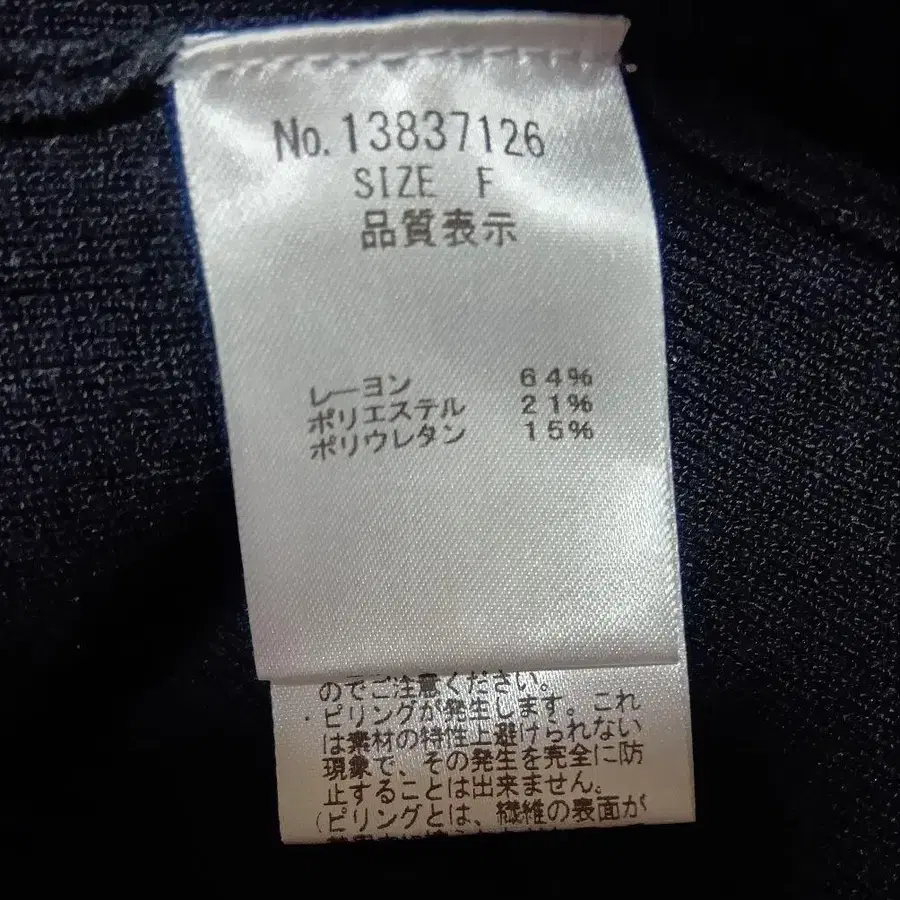 No.13837126
SIZE F
品質表示
レーヨン 64%
ポリエステル 21%
ポリウレタン 15%
のでご注意ください。
・ピリングが発生します。これ
は素材の特性上避けられない
現象で、その発生を完全に防
止することは出来ません。
(ピリングとは、繊維の表面が